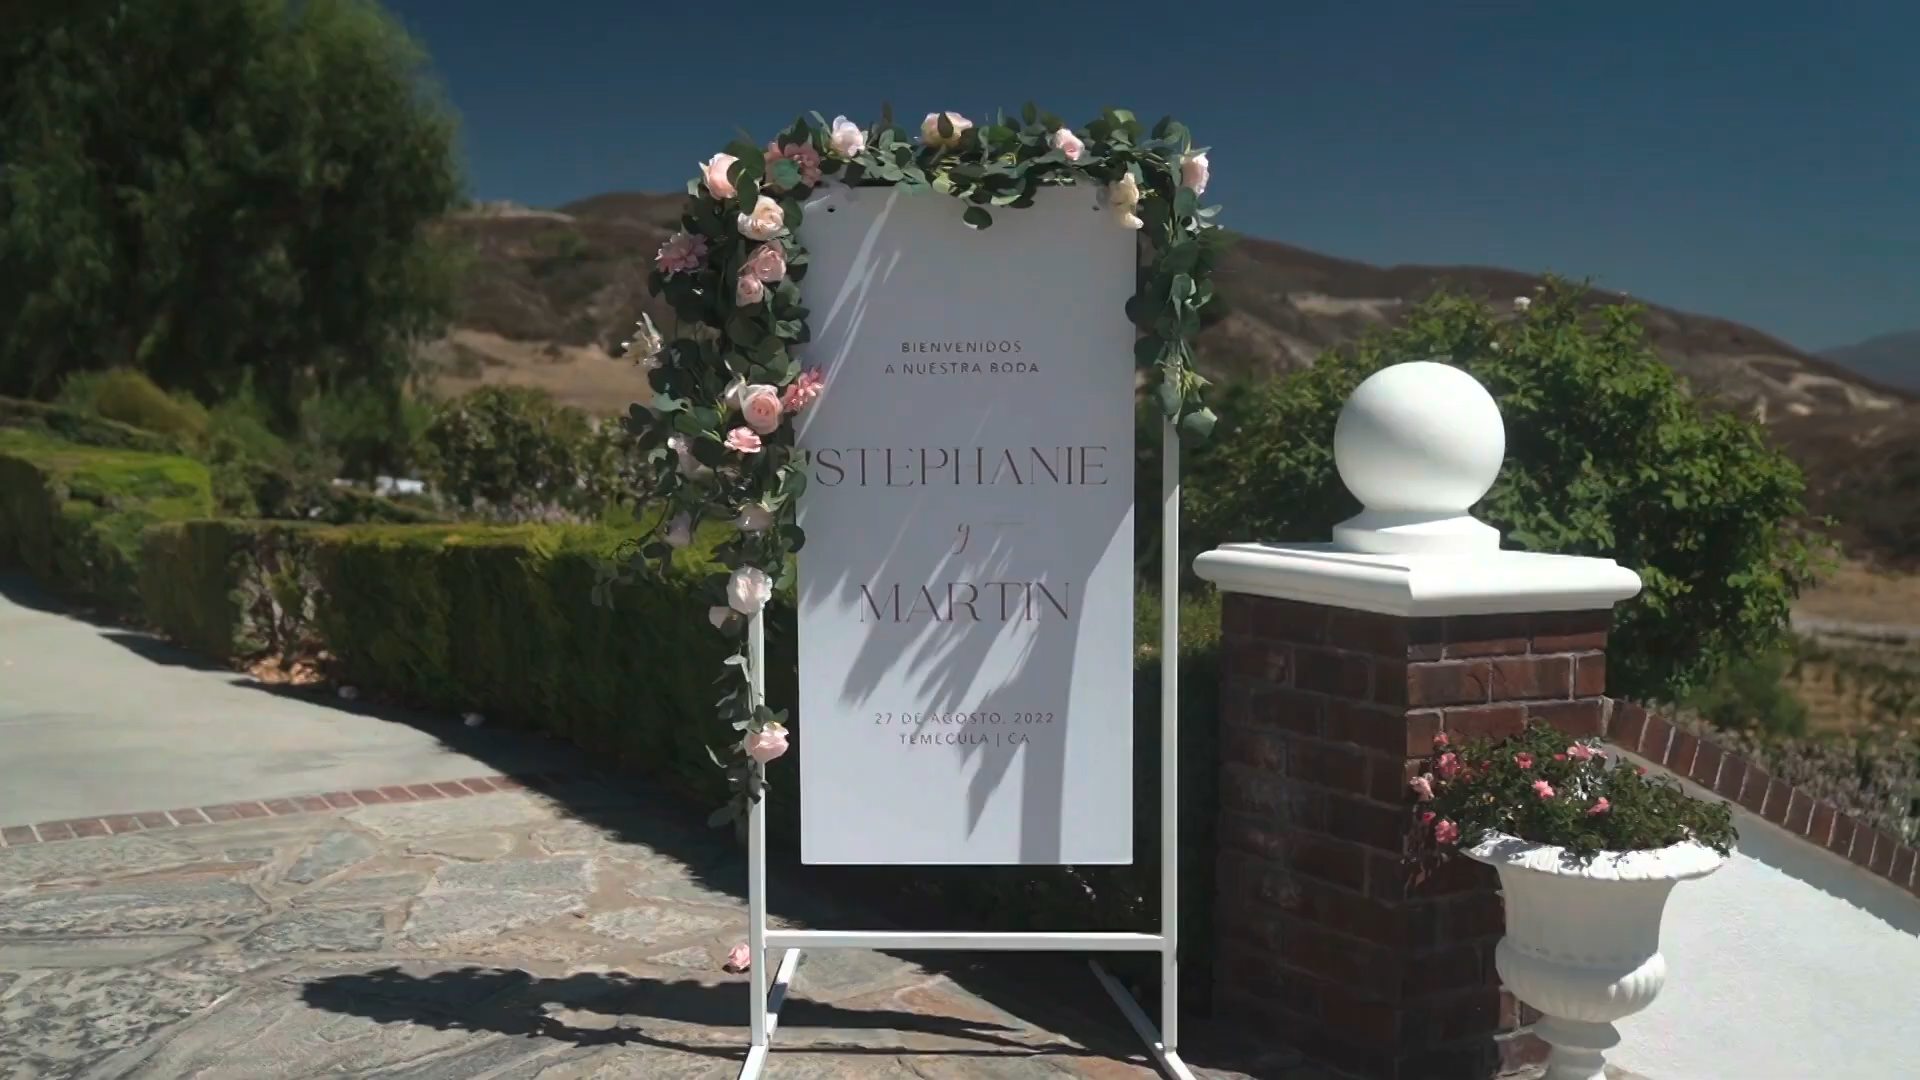 BIENVENIDOS
A NUESTRA BODA
STEPHANIE
y
MARTIN
27 DE AGOSTO, 2022
TEMECULA | CA